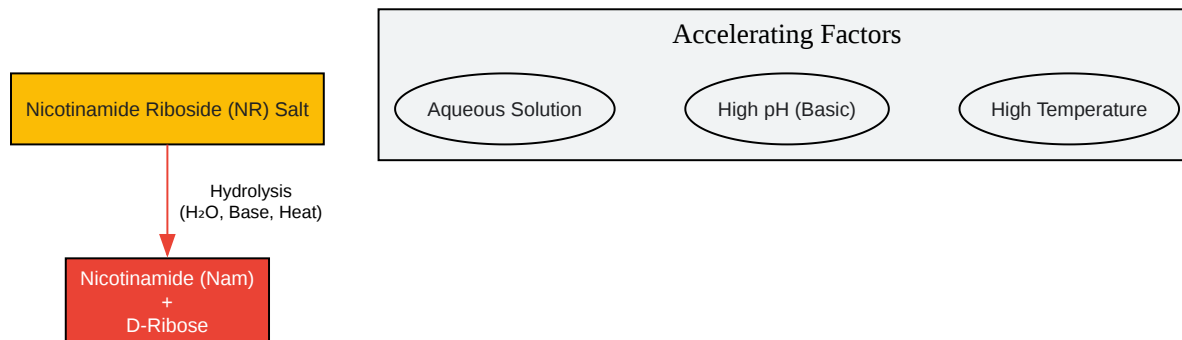 Accelerating Factors
Nicotinamide Riboside (NR) Salt
Aqueous Solution
High pH (Basic)
High Temperature
Hydrolysis
(H₂O, Base, Heat)
Nicotinamide (Nam)
+
D-Ribose